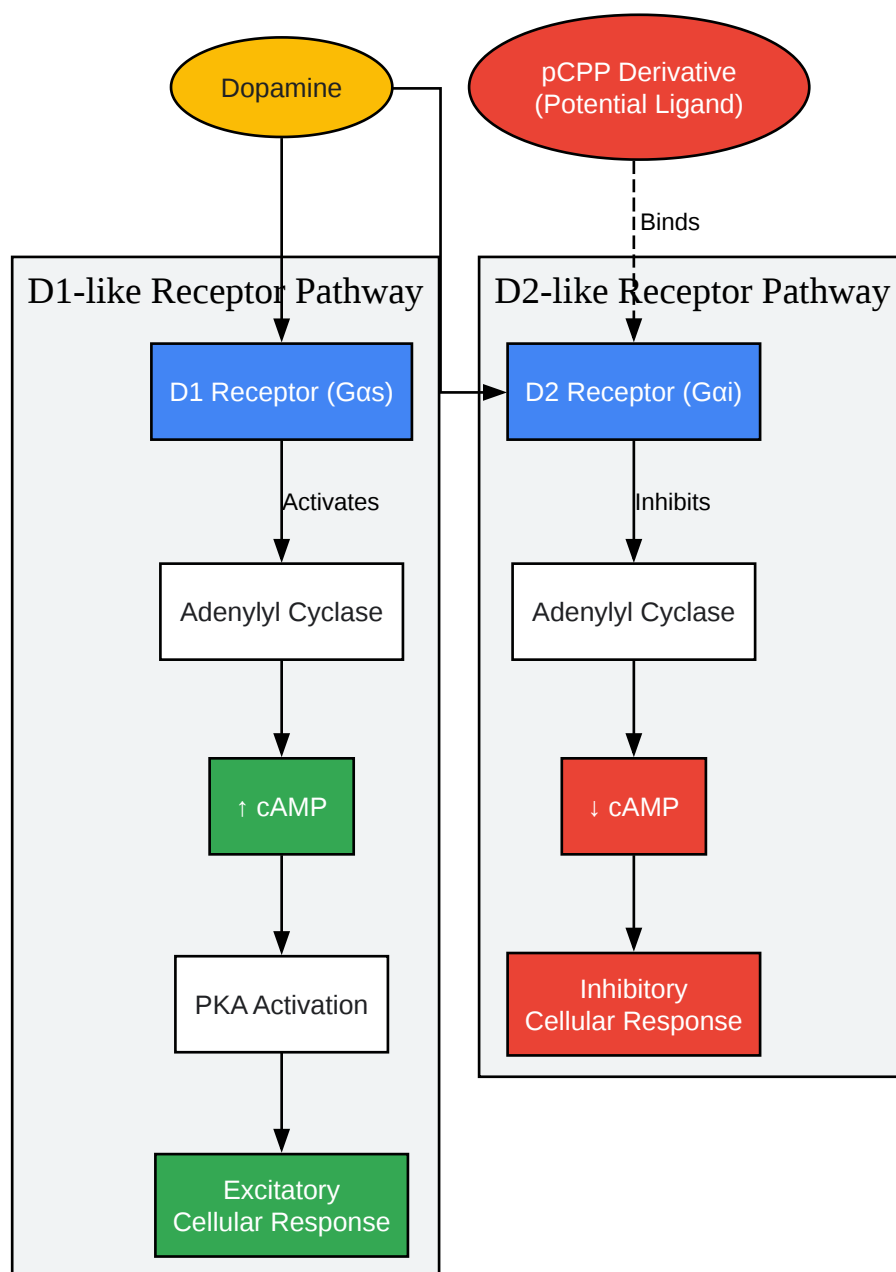 Dopamine
pCPP Derivative
(Potential Ligand)
Binds
D1-like Receptor Pathway
D2-like Receptor Pathway
D1 Receptor (Gαs)
D2 Receptor (Gαi)
Activates
Inhibits
Adenylyl Cyclase
Adenylyl Cyclase
↑ cAMP
↓ cAMP
PKA Activation
Inhibitory
Cellular Response
Excitatory
Cellular Response